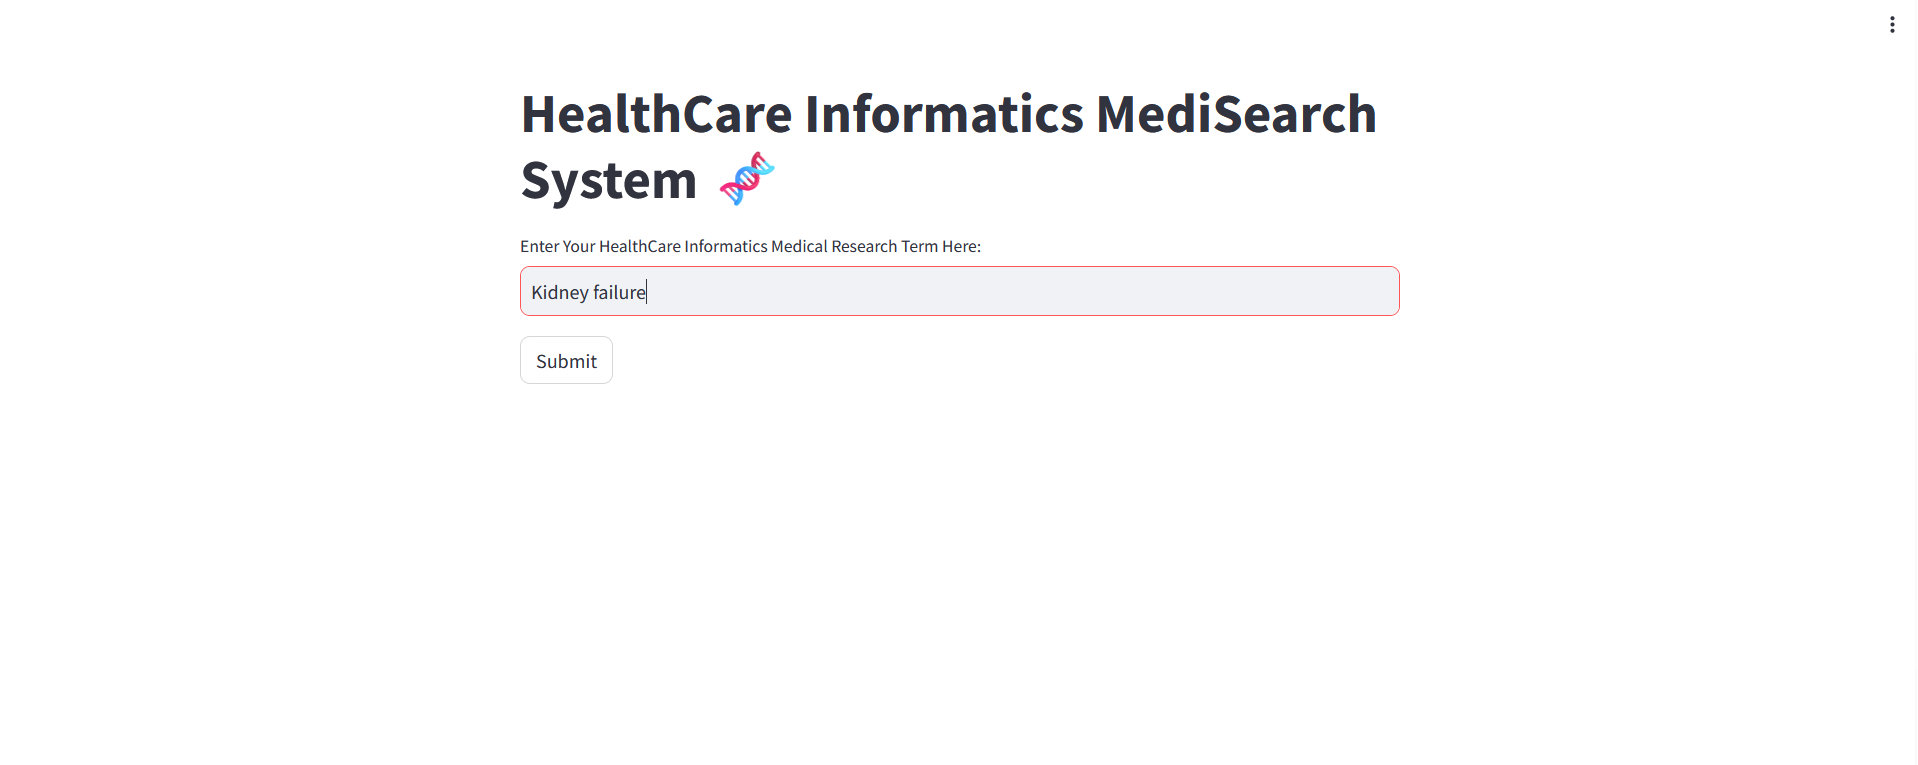 HealthCare Informatics MediSearch
System 🧬
Enter Your HealthCare Informatics Medical Research Term Here:
Kidney failure
Submit